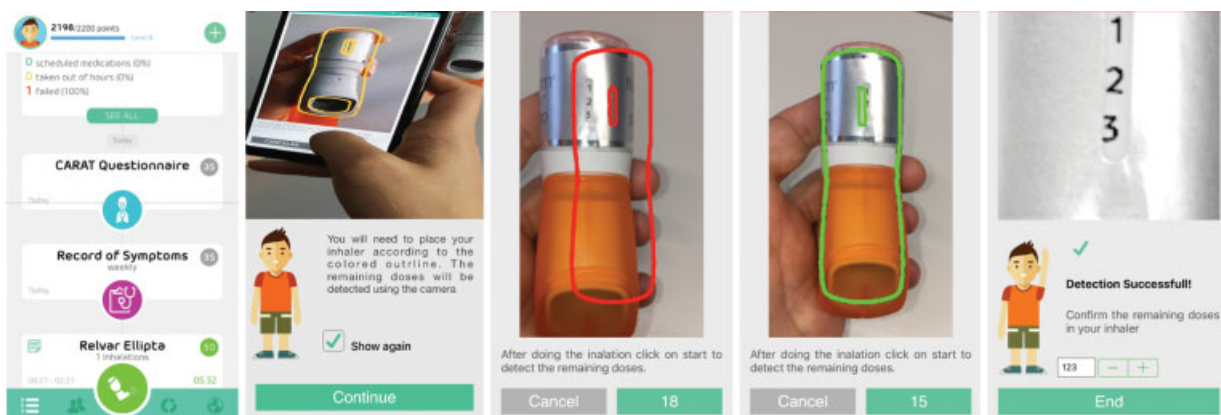 2198/2200 points
Level 8
0 scheduled medications (0%)
0 taken out of hours (0%)
1 failed (100%)
SEE ALL
Today
CARAT Questionnaire
35
Today
Record of Symptoms
35
weekly
Today
Relvar Ellipta
50
1 Inhalations
00:27 - 02:27
05:32
You will need to place your
inhaler according to the
colored outrline. The
remaining doses will be
detected using the camera
Show again
Continue
1
2
3
After doing the inalation click on start to
detect the remaining doses.
Cancel
18
After doing the inalation click on start to
detect the remaining doses.
Cancel
15
1
2
3
Detection Successfull!
Confirm the remaining doses
in your inhaler
123
End